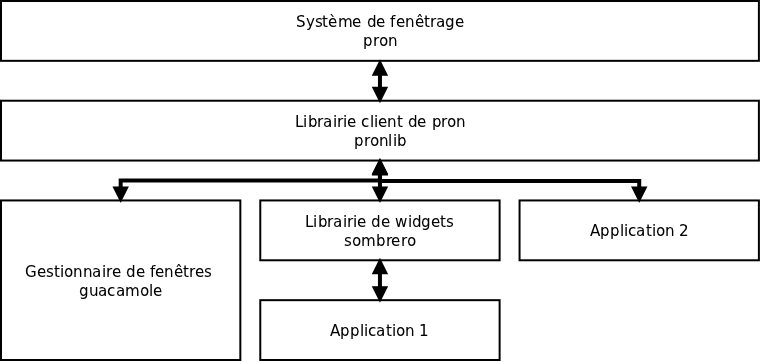 Système de fenêtrage
pron
Librairie client de pron
pronlib
Librairie de widgets
sombrero
Application 2
Gestionnaire de fenêtres
guacamole
Application 1